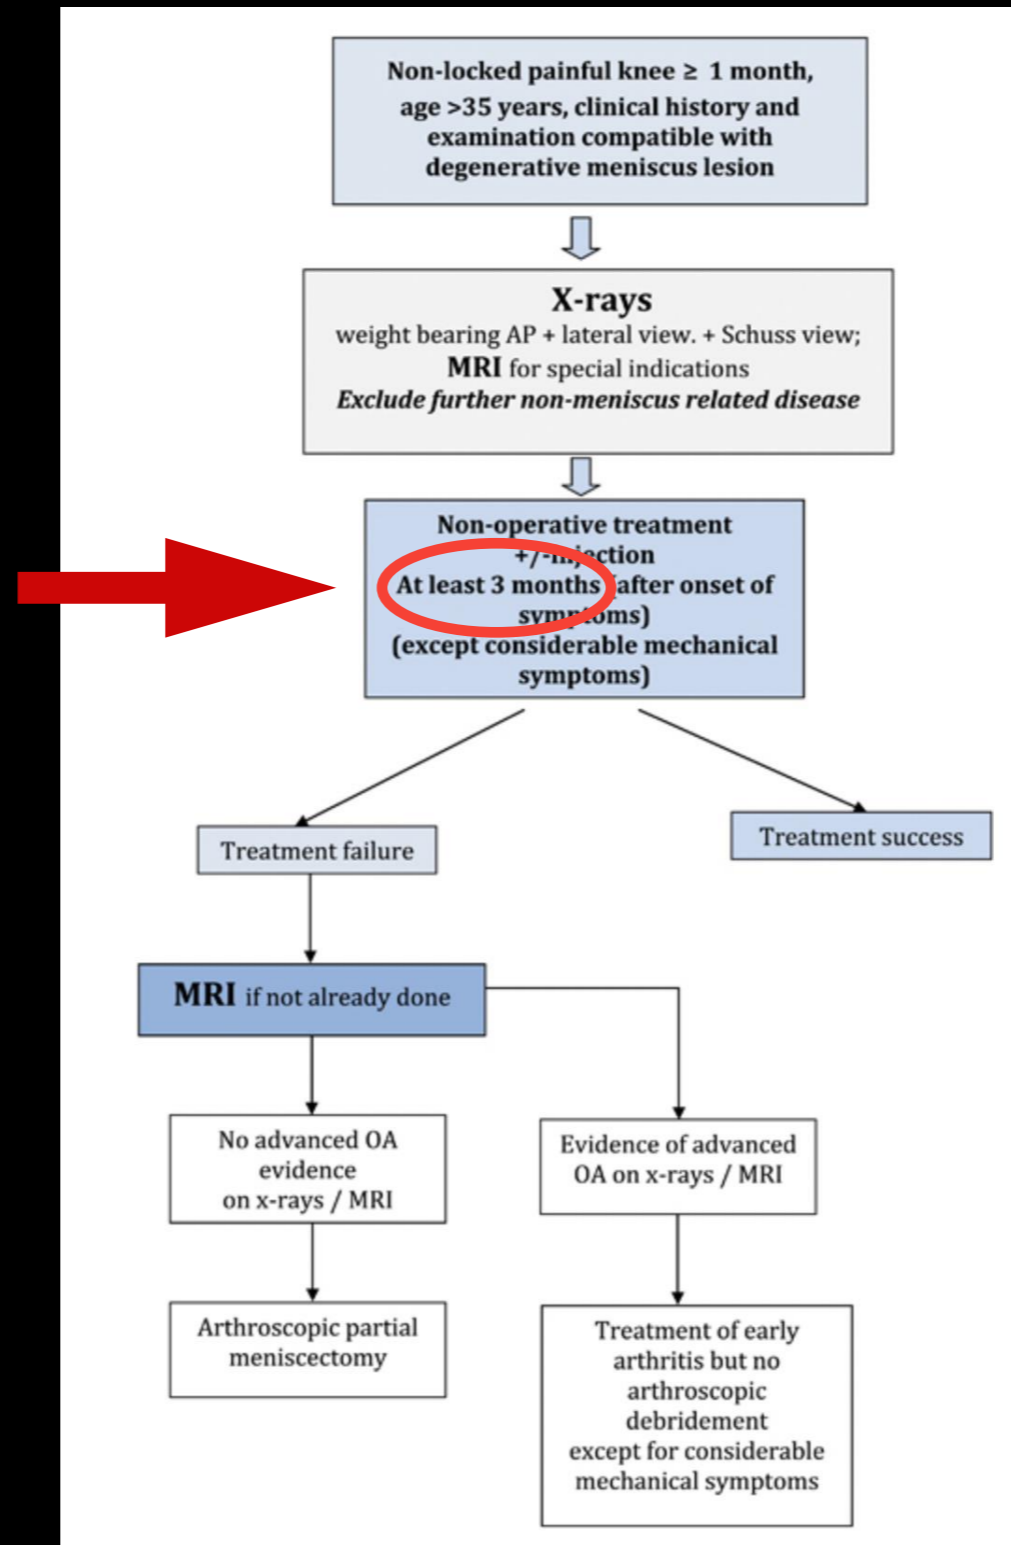 Non-locked painful knee ≥ 1 month,
age >35 years, clinical history and
examination compatible with
degenerative meniscus lesion
X-rays
weight bearing AP + lateral view. + Schuss view;
MRI for special indications
Exclude further non-meniscus related disease
Non-operative treatment
+/-injection
At least 3 months (after onset of
symptoms)
(except considerable mechanical
symptoms)
Treatment failure
Treatment success
MRI if not already done
No advanced OA
evidence
on x-rays / MRI
Evidence of advanced
OA on x-rays / MRI
Arthroscopic partial
meniscectomy
Treatment of early
arthritis but no
arthroscopic
debridement
except for considerable
mechanical symptoms